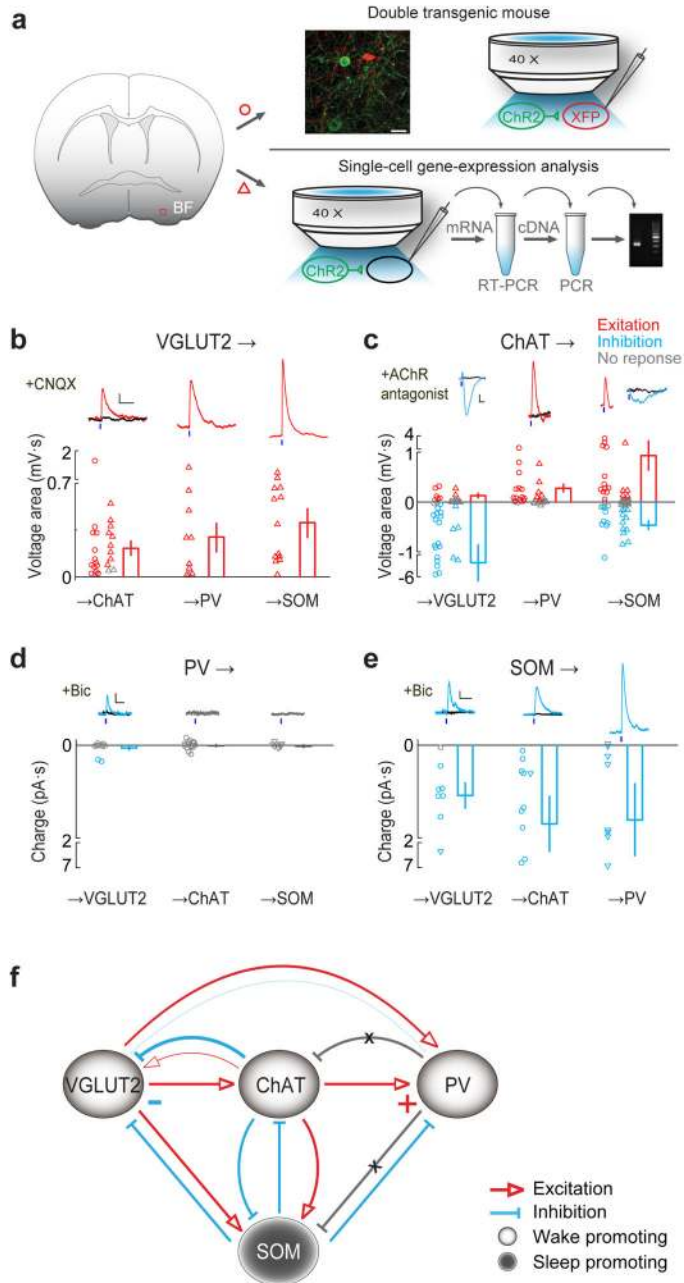 a
Double transgenic mouse
40 X
ChR2
XFP
BF
Single-cell gene-expression analysis
40 X
ChR2
mRNA
cDNA
RT-PCR
PCR
b
VGLUT2 →
+CNQX
2
0.7
0
Voltage area (mV·s)
→ChAT
→PV
→SOM
c
ChAT →
Exitation
Inhibition
No reponse
+AChR
antagonist
4
1
0
-1
-6
Voltage area (mV·s)
→VGLUT2
→PV
→SOM
d
PV →
+Bic
0
2
7
Charge (pA·s)
→VGLUT2
→ChAT
→SOM
e
SOM →
+Bic
0
2
7
Charge (pA·s)
→VGLUT2
→ChAT
→PV
f
x
VGLUT2
ChAT
PV
-
+
x
SOM
Excitation
Inhibition
Wake promoting
Sleep promoting